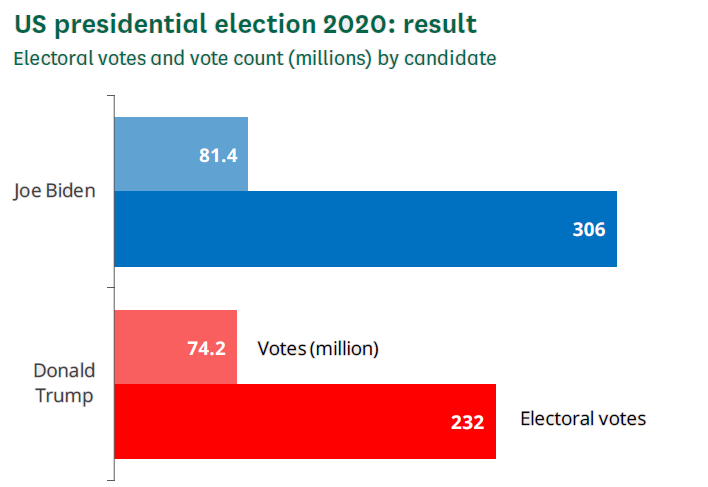 US presidential election 2020: result
Electoral votes and vote count (millions) by candidate
81.4
Joe Biden
306
74.2 Votes (million)
Donald
Trump
232 Electoral votes